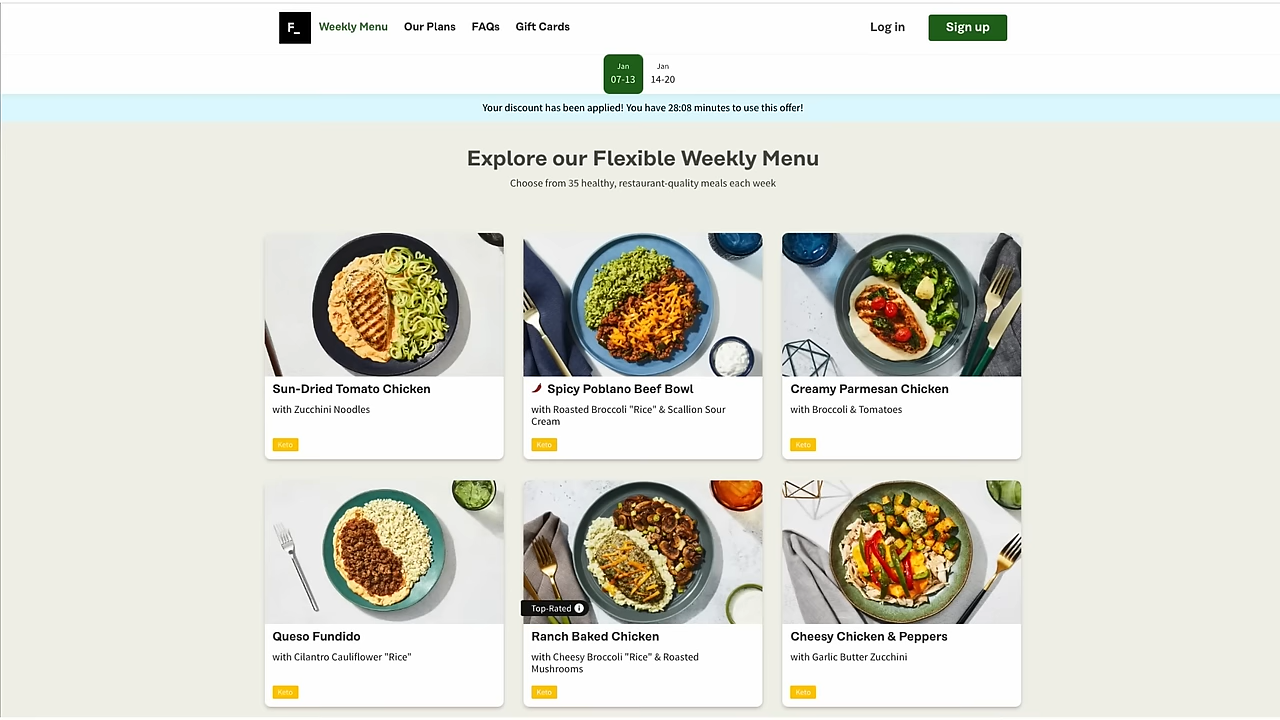 F_ Weekly Menu Our Plans FAQs Gift Cards Log in Sign up
Jan Jan
07-13 14-20
Your discount has been applied! You have 28:08 minutes to use this offer!
Explore our Flexible Weekly Menu
Choose from 35 healthy, restaurant-quality meals each week
Sun-Dried Tomato Chicken
with Zucchini Noodles
Keto
Spicy Poblano Beef Bowl
with Roasted Broccoli "Rice" & Scallion Sour
Cream
Keto
Creamy Parmesan Chicken
with Broccoli & Tomatoes
Keto
Queso Fundido
with Cilantro Cauliflower "Rice"
Keto
Top-Rated
Ranch Baked Chicken
with Cheesy Broccoli "Rice" & Roasted
Mushrooms
Keto
Cheesy Chicken & Peppers
with Garlic Butter Zucchini
Keto